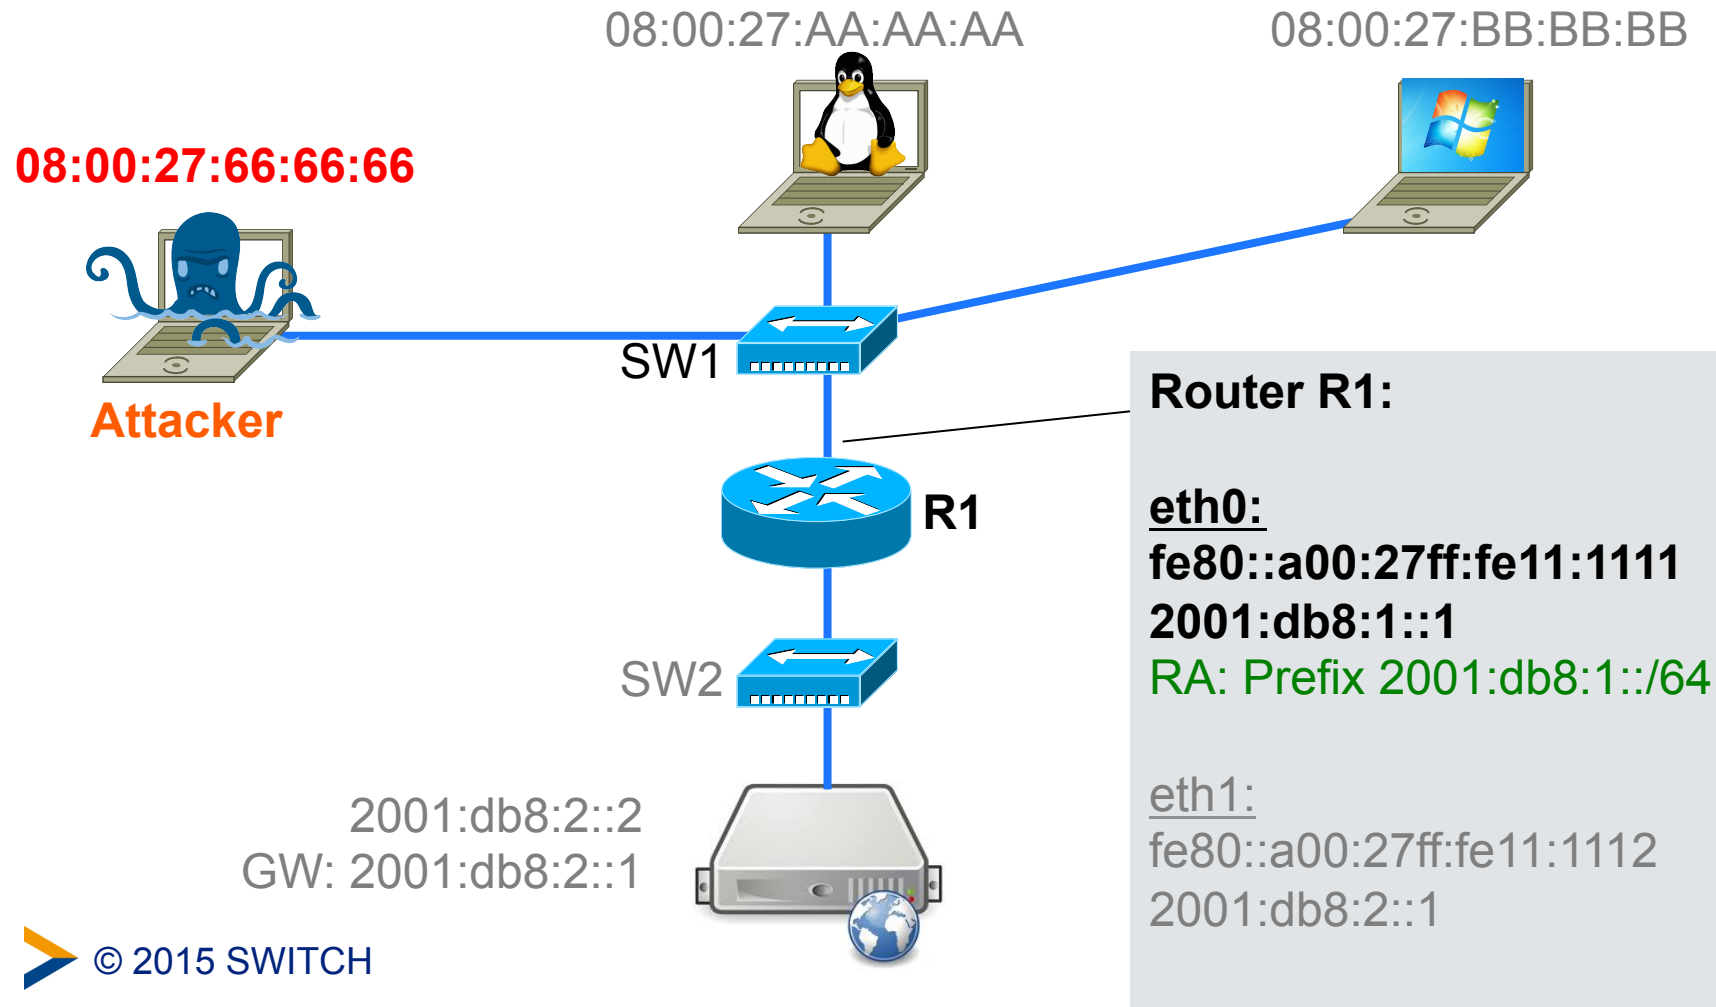 08:00:27:AA:AA:AA
08:00:27:BB:BB:BB
08:00:27:66:66:66
SW1
Attacker
Router R1:
R1
eth0:
fe80::a00:27ff:fe11:1111
2001:db8:1::1
RA: Prefix 2001:db8:1::/64
SW2
eth1:
fe80::a00:27ff:fe11:1112
2001:db8:2::1
2001:db8:2::2
GW: 2001:db8:2::1
© 2015 SWITCH